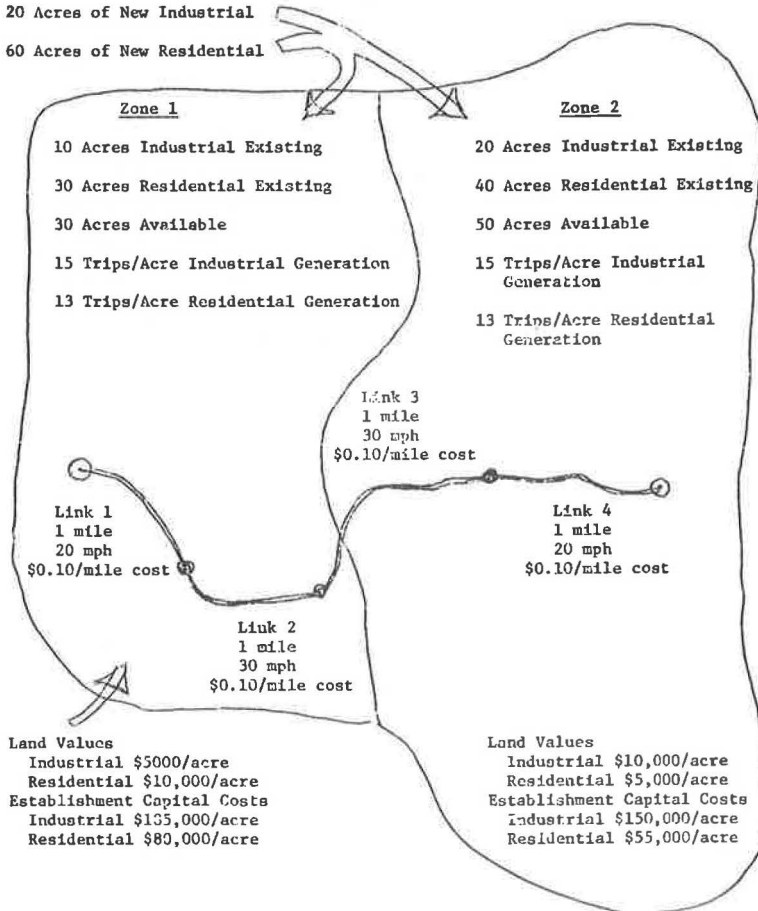 20 Acres of New Industrial
60 Acres of New Residential
Zone 1
10 Acres Industrial Existing
30 Acres Residential Existing
30 Acres Available
15 Trips/Acre Industrial Generation
13 Trips/Acre Residential Generation
Zone 2
20 Acres Industrial Existing
40 Acres Residential Existing
50 Acres Available
15 Trips/Acre Industrial
Generation
13 Trips/Acre Residential
Generation
Link 3
1 mile
30 mph
$0.10/mile cost
Link 1
1 mile
20 mph
$0.10/mile cost
Link 4
1 mile
20 mph
$0.10/mile cost
Link 2
1 mile
30 mph
$0.10/mile cost
Land Values
Industrial $5000/acre
Residential $10,000/acre
Establishment Capital Costs
Industrial $135,000/acre
Residential
Land Values
Industrial $10,000/acre
Residential $5,000/acre
Establishment Capital Costs
Industrial $150,000/acre
Residential $55,000/acre